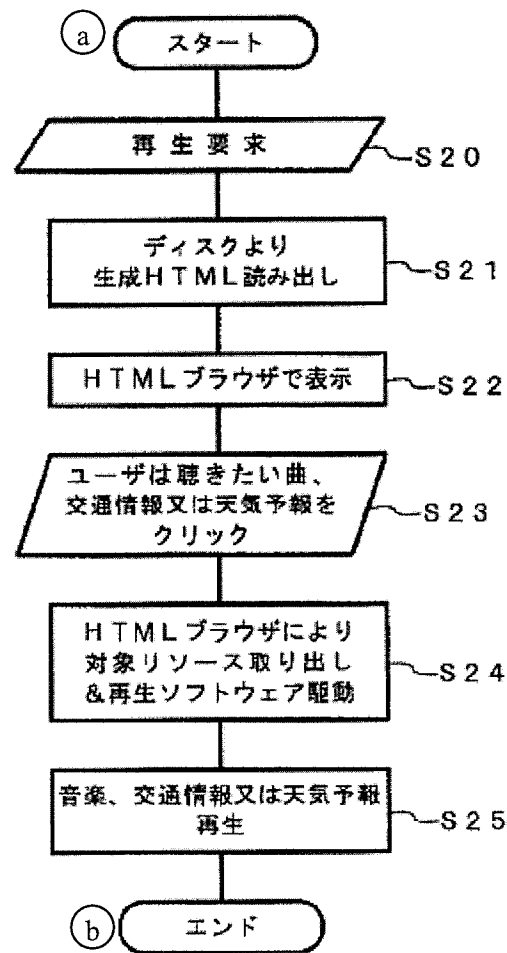 a スタート
再生要求 S20
ディスクより
生成HTML読み出し S21
HTMLブラウザで表示 S22
ユーザは聴きたい曲、
交通情報又は天気予報を S23
クリック
HTMLブラウザにより
対象リソース取り出し S24
&再生ソフトウェア駆動
音楽、交通情報又は天気予報
再生 S25
b エンド